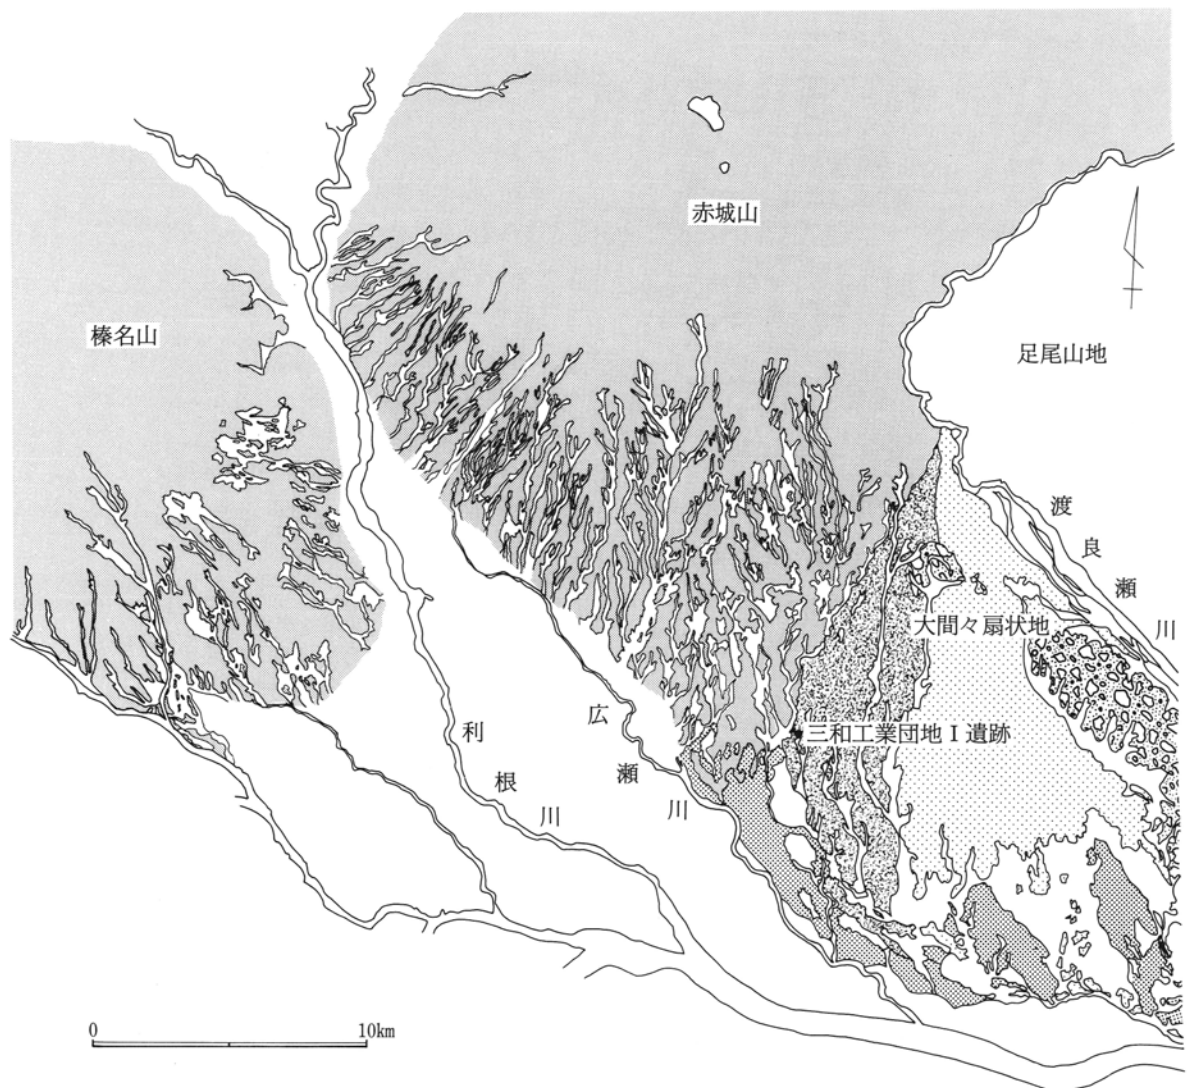 赤城山
榛名山
足尾山地
渡良瀬川
大間々扇状地
三和工業団地Ⅰ遺跡
広瀬川
利根川
0 10km